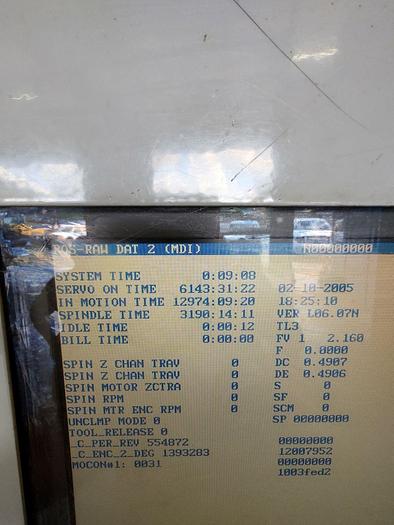 POS-RAW DAT 2 (MDI) N00000000
SYSTEM TIME 0:09:08
SERVO ON TIME 6143:31:22 02-10-2005
IN MOTION TIME 12974:09:20 18:25:10
SPINDLE TIME 3190:14:11 VER L06.07N
IDLE TIME 0:00:12 TL3
BILL TIME 0:00:00 FV 1 2.160
F 0.0000
SPIN Z CHAN TRAV 0 DC 0.4907
SPIN Z CHAN TRAV 0 DE 0.4906
SPIN MOTOR ZCTRA 0 S 0
SPIN RPM 0 SF 0
SPIN MTR ENC RPM 0 SCM 0
UNCLMP MODE 0 SP 00000000
TOOL_RELEASE 0
_C_PER_REV 554872 00000000
_C_ENC_2_DEG 1393283 12007952
MOCON#1: 0031 00000000
1003fed2